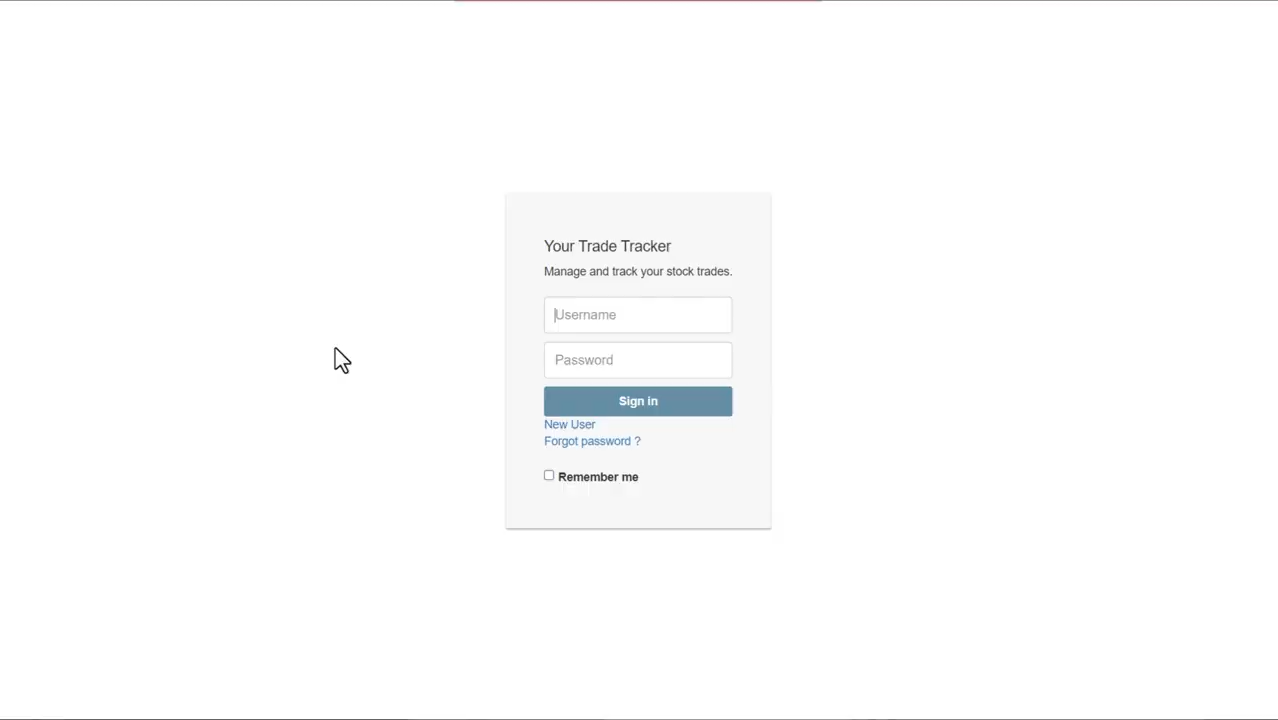 Your Trade Tracker
Manage and track your stock trades.
Username
Password
Sign in
New User
Forgot password ?
Remember me